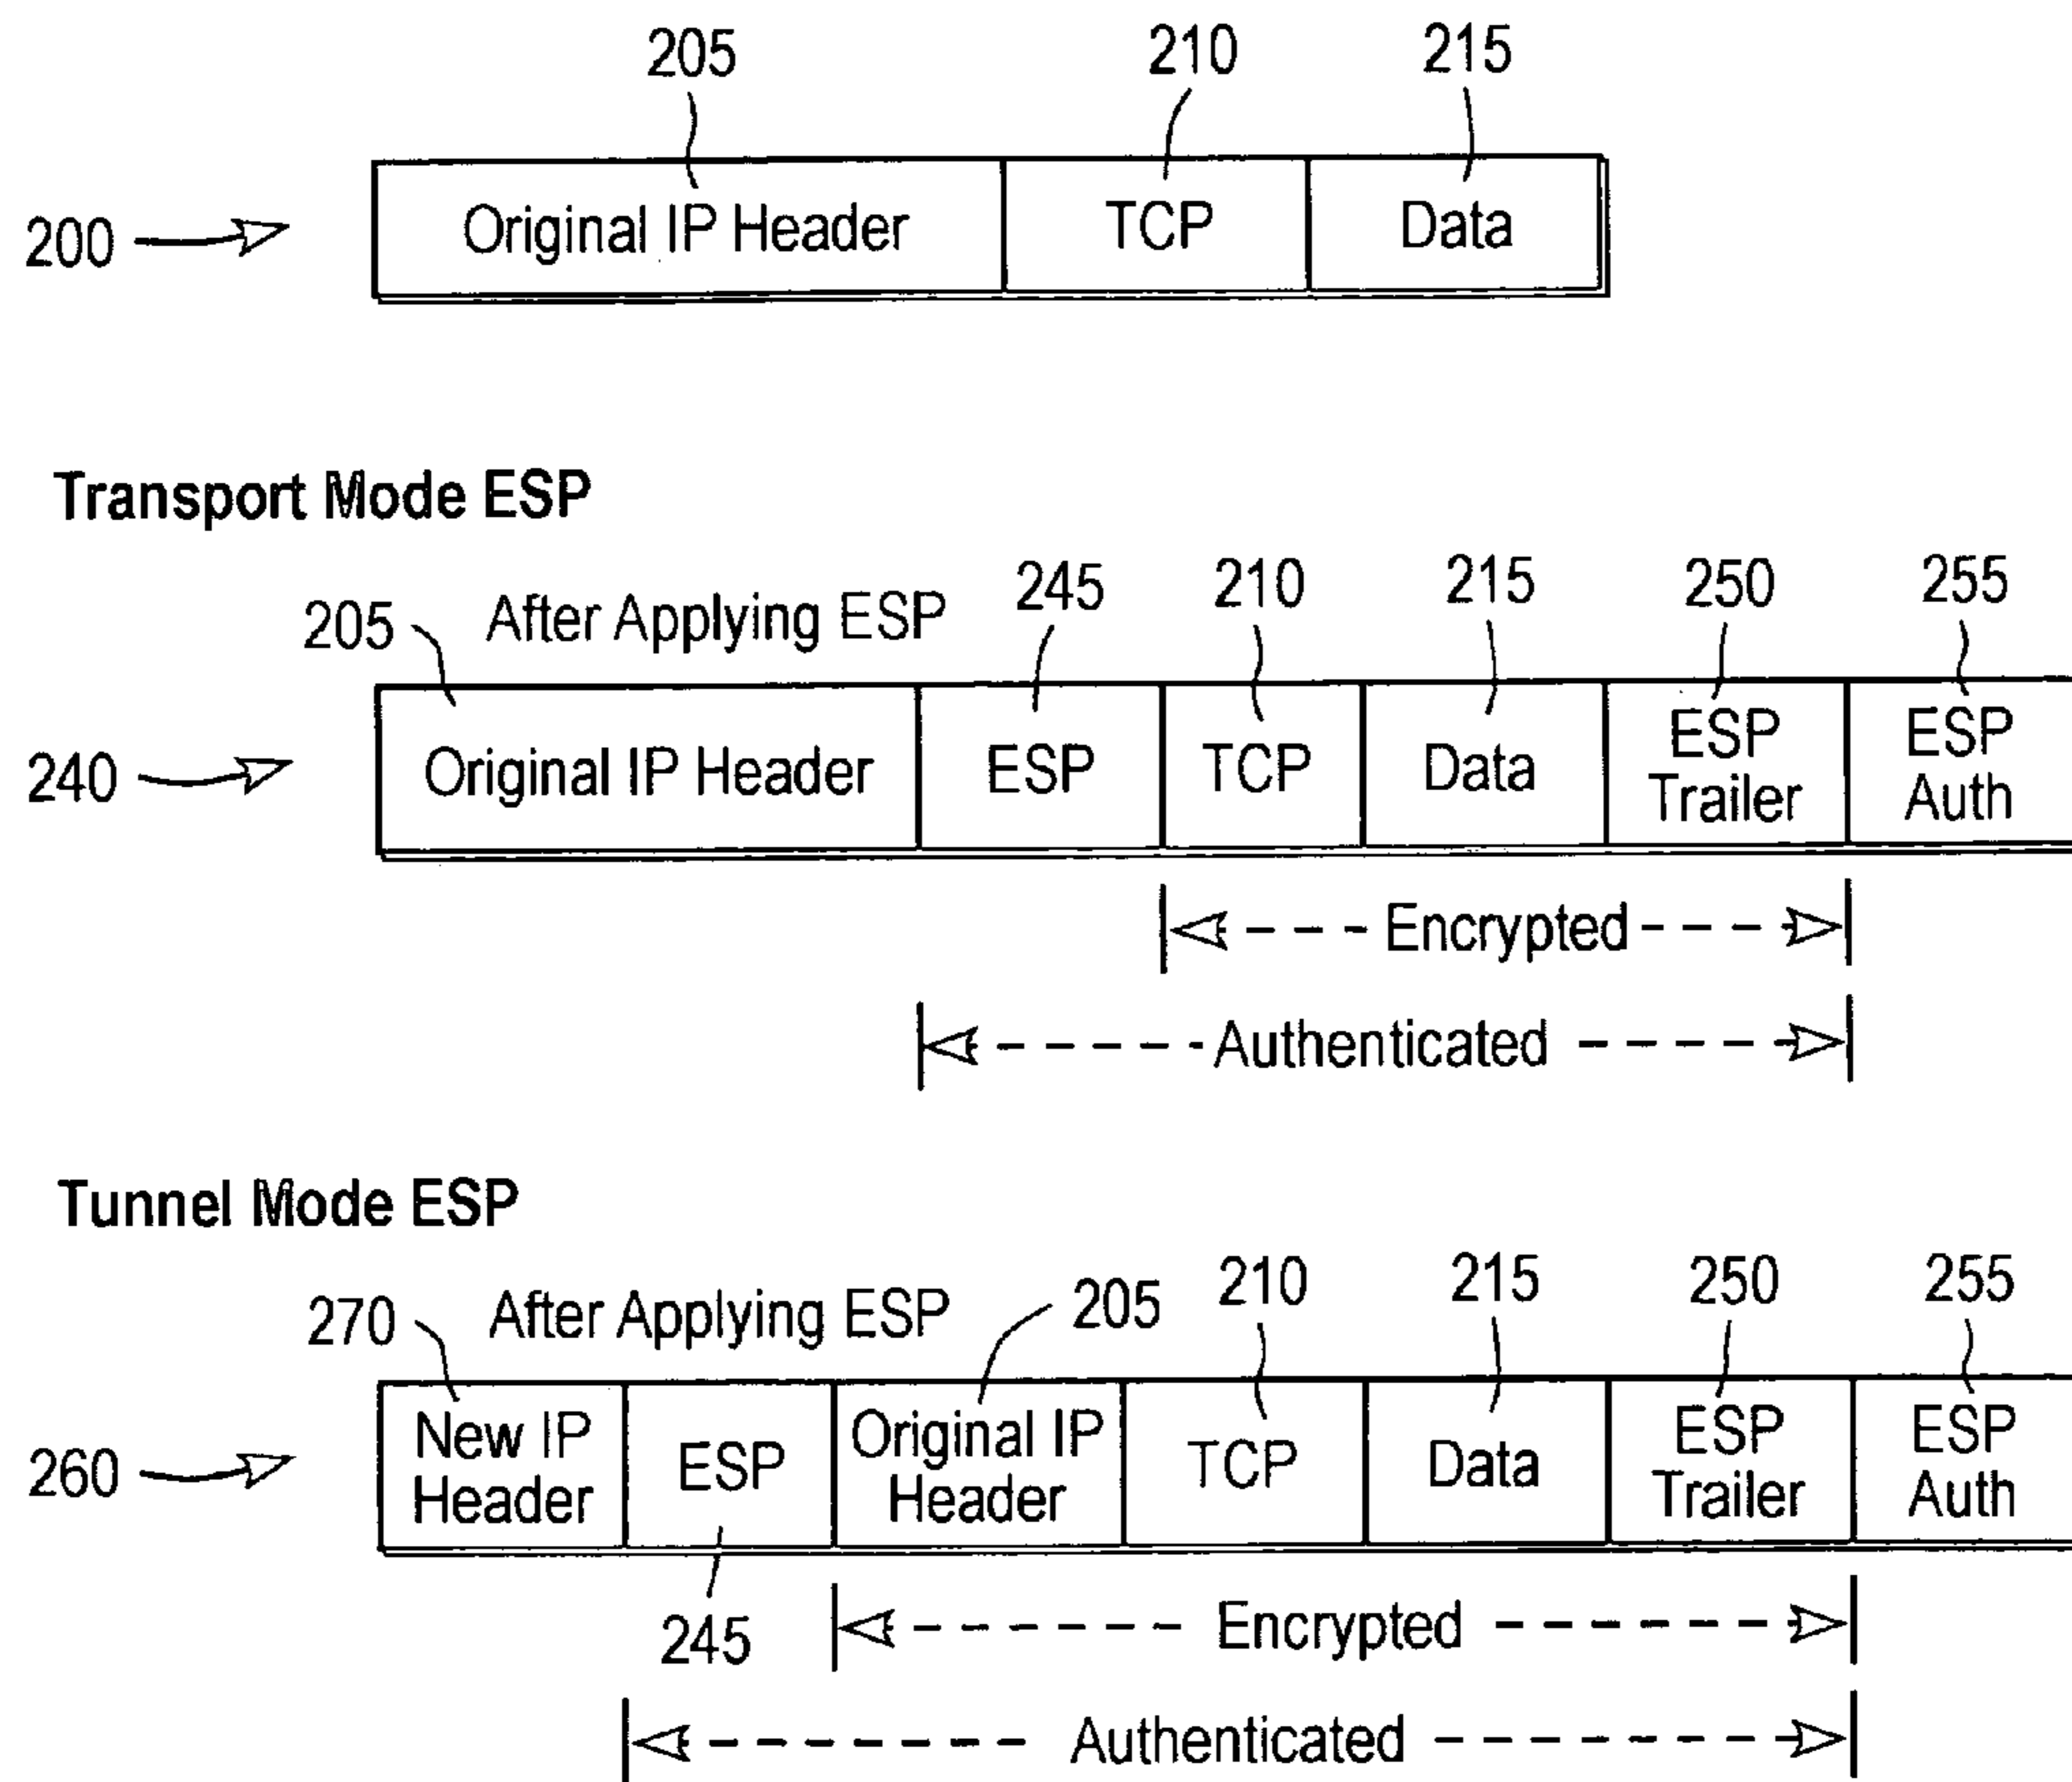 205 210 215
200 Original IP Header TCP Data
Transport Mode ESP
205 After Applying ESP 245 210 215 250 255
240 Original IP Header ESP TCP Data ESP Trailer ESP Auth
Encrypted
Authenticated
Tunnel Mode ESP
270 After Applying ESP 205 210 215 250 255
260 New IP Header ESP Original IP Header TCP Data ESP Trailer ESP Auth
245 Encrypted
Authenticated